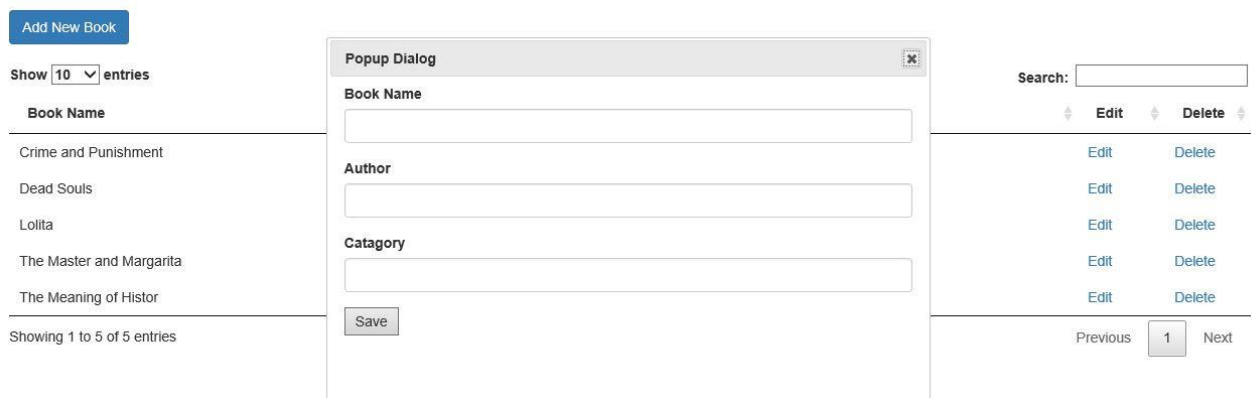 Add New Book
Show 10 entries
Search:
Book Name
Edit
Delete
Crime and Punishment
Edit
Delete
Dead Souls
Edit
Delete
Lolita
Edit
Delete
The Master and Margarita
Edit
Delete
The Meaning of Histor
Edit
Delete
Showing 1 to 5 of 5 entries
Previous
1
Next
Popup Dialog
Book Name
Author
Catagory
Save